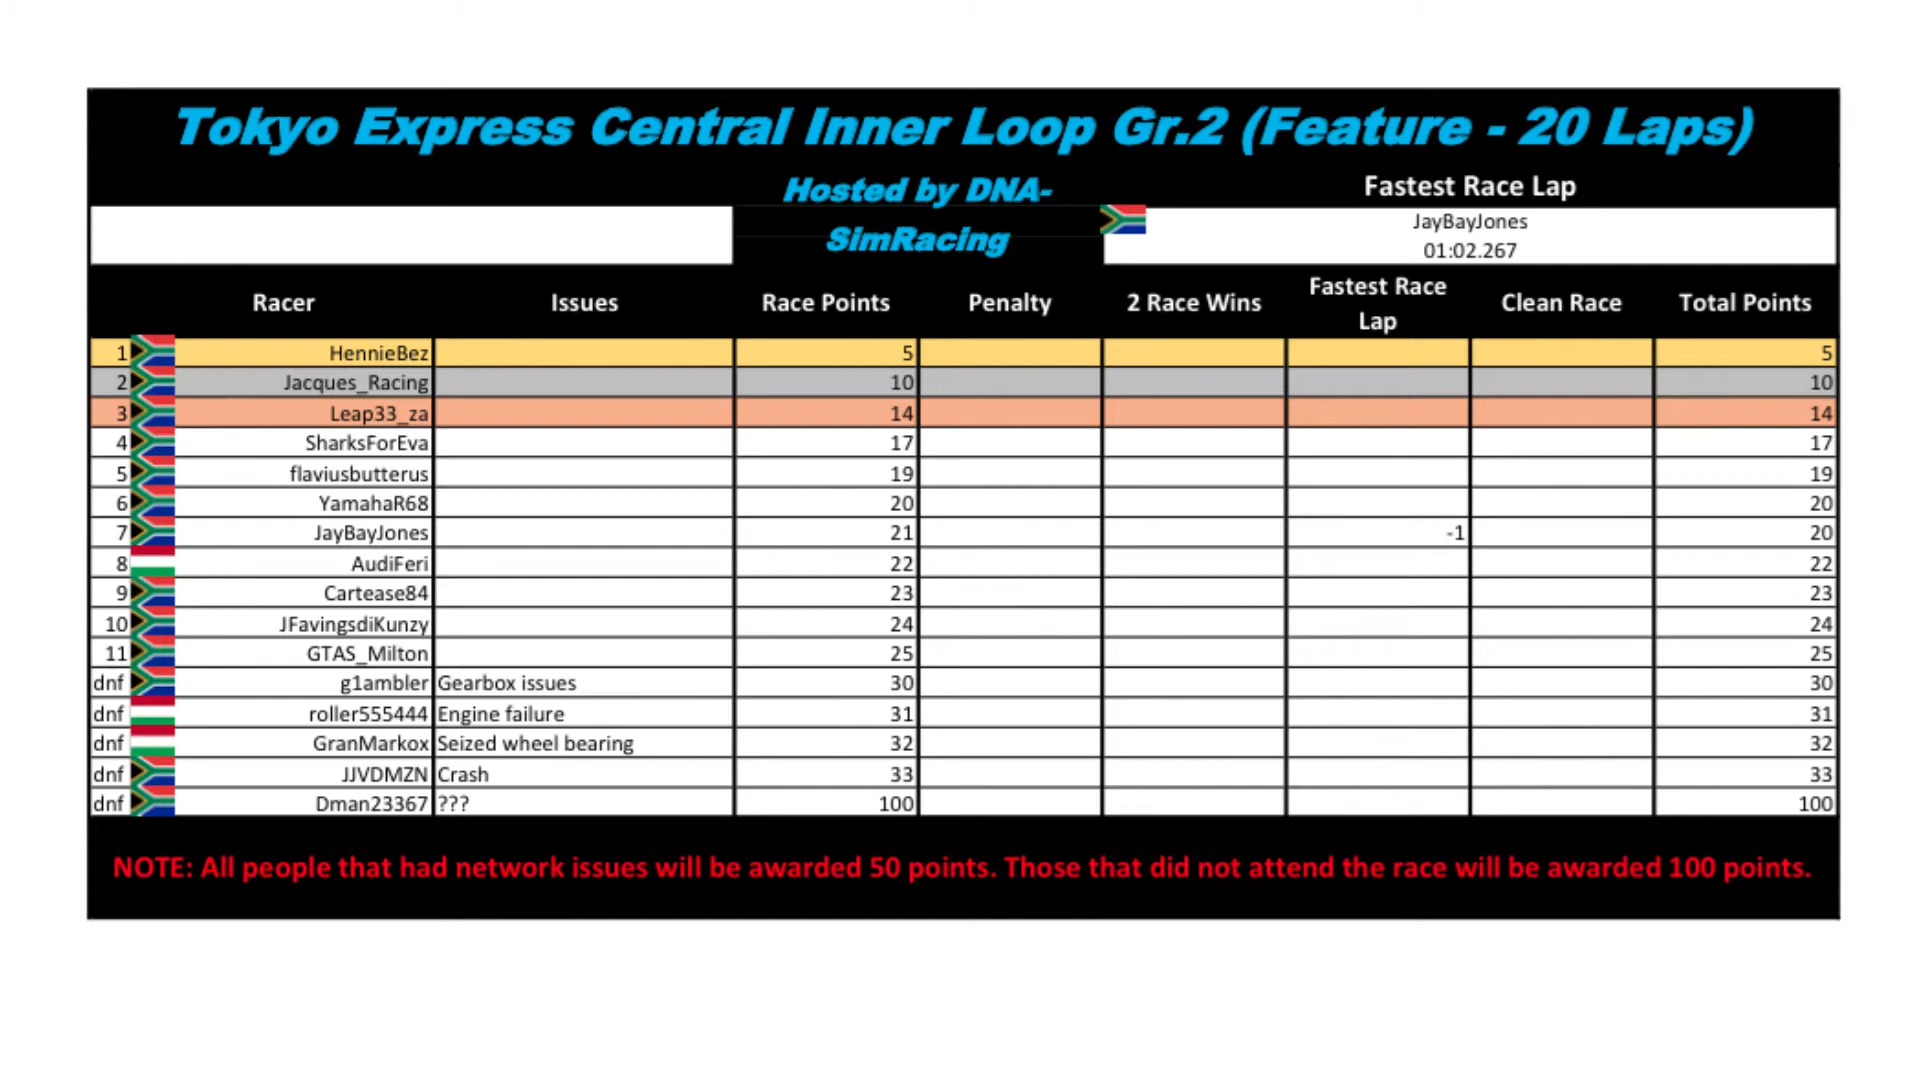 Tokyo Express Central Inner Loop Gr.2 (Feature - 20 Laps)
Hosted by DNA-
SimRacing
Fastest Race Lap
JayBayJones
01:02.267
Racer Issues Race Points Penalty 2 Race Wins Fastest Race Lap Clean Race Total Points
1 HennieBez 5 5
2 Jacques_Racing 10 10
3 Leap33_za 14 14
4 SharksForEva 17 17
5 flaviusbutterus 19 19
6 YamahaR68 20 20
7 JayBayJones 21 -1 20
8 AudiFeri 22 22
9 Cartease84 23 23
10 JFavingsdiKunzy 24 24
11 GTAS_Milton 25 25
dnf g1ambler Gearbox issues 30 30
dnf roller555444 Engine failure 31 31
dnf GranMarkox Seized wheel bearing 32 32
dnf JJVDMZN Crash 33 33
dnf Dman23367 ??? 100 100
NOTE: All people that had network issues will be awarded 50 points. Those that did not attend the race will be awarded 100 points.